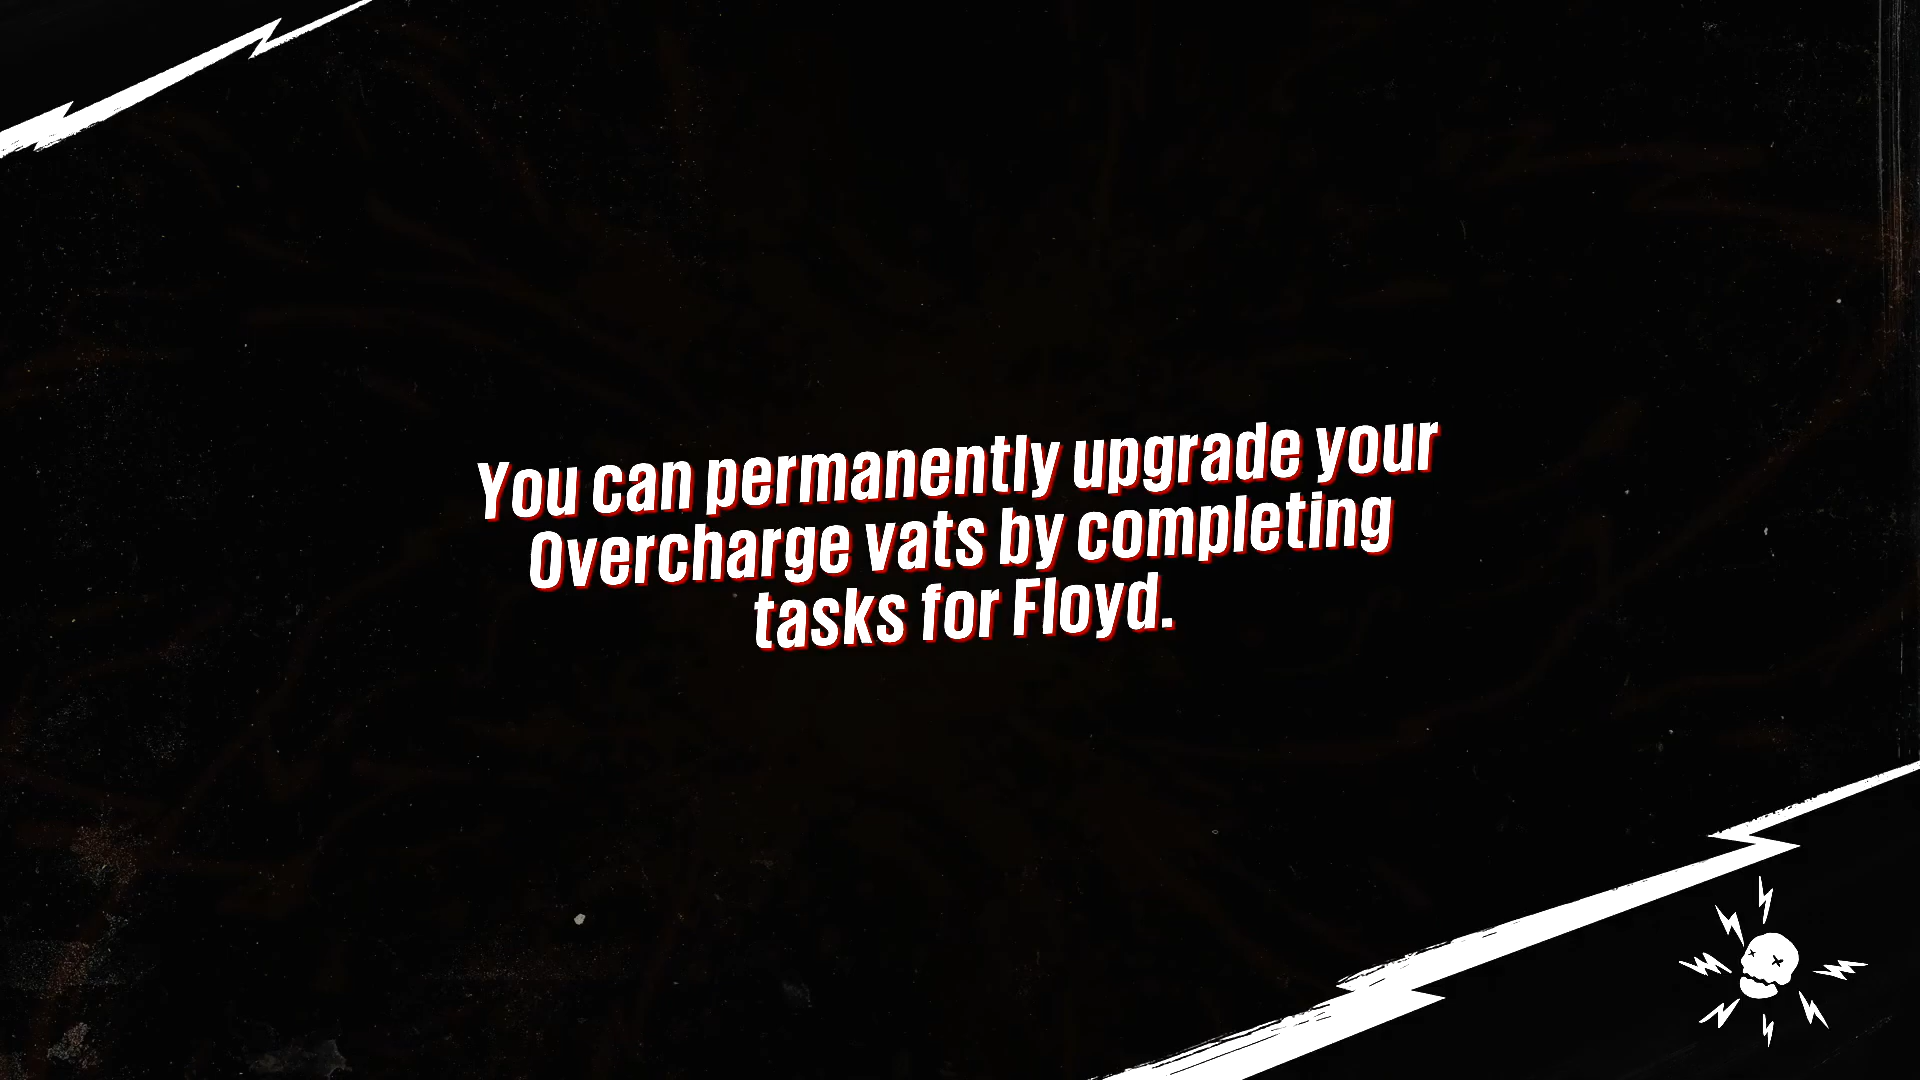 You can permanently upgrade your
Overcharge vats by completing
tasks for Floyd.